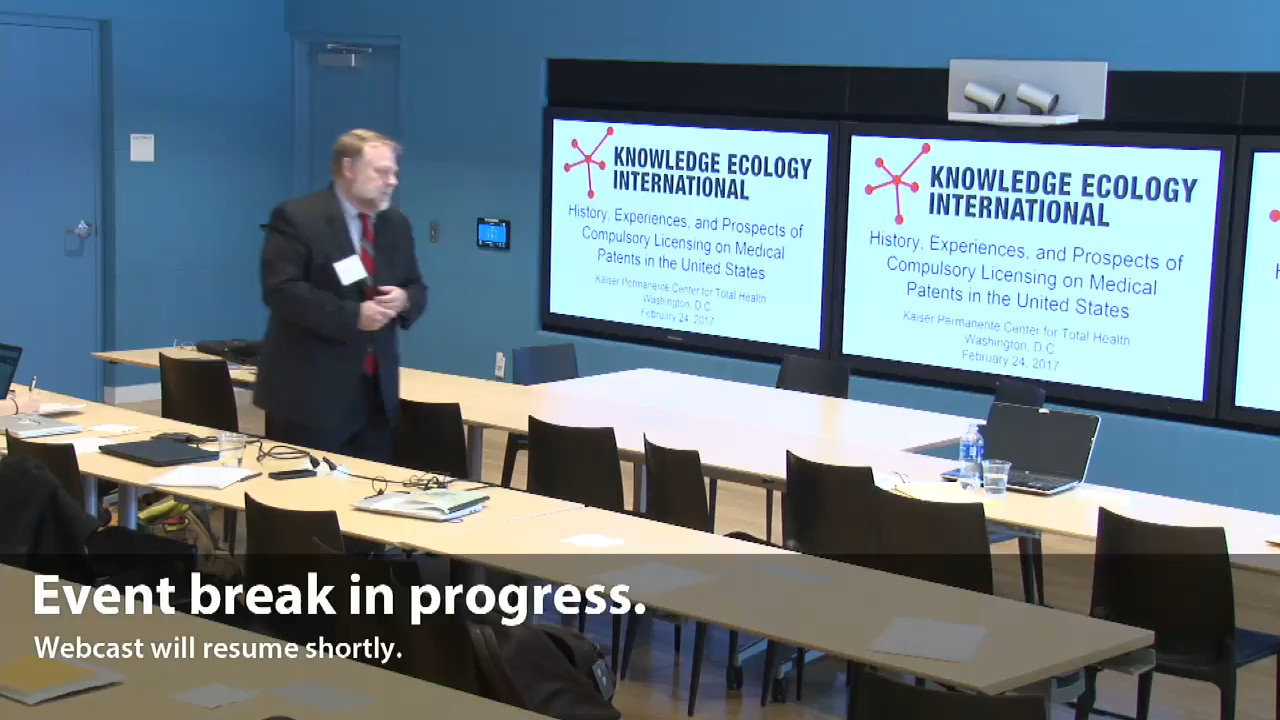 KNOWLEDGE ECOLOGY
INTERNATIONAL
History, Experiences, and Prospects of
Compulsory Licensing on Medical
Patents in the United States
Kaiser Permanente Center for Total Health
Washington, D.C.
February 24, 2017
KNOWLEDGE ECOLOGY
INTERNATIONAL
History, Experiences, and Prospects of
Compulsory Licensing on Medical
Patents in the United States
Kaiser Permanente Center for Total Health
Washington, D.C
February 24, 2017
Event break in progress.
Webcast will resume shortly.